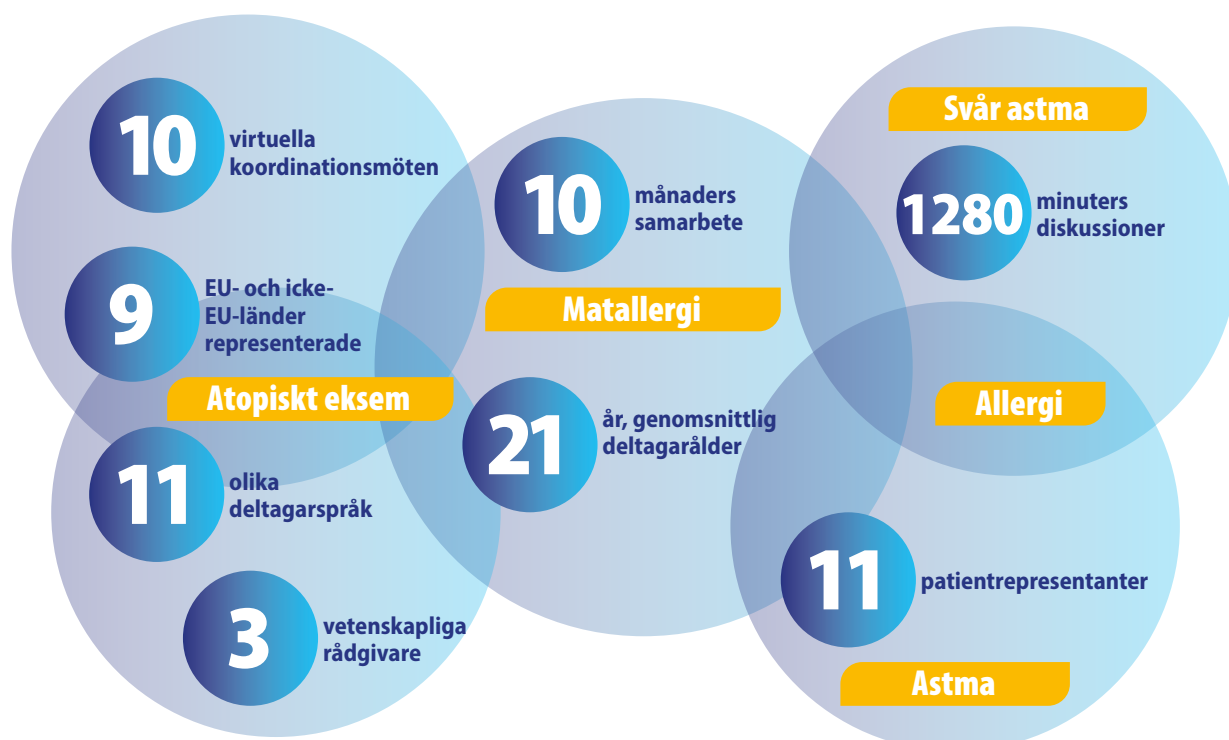 10
virtuella
koordinationsmöten
9
EU- och icke-
EU-länder
representerade
Atopiskt eksem
11
olika
deltagarspråk
3
vetenskapliga
rådgivare
10
månaders
samarbete
Matallergi
21
år, genomsnittlig
deltagarålder
Svår astma
1280
minuters
diskussioner
Allergi
11
patientrepresentanter
Astma